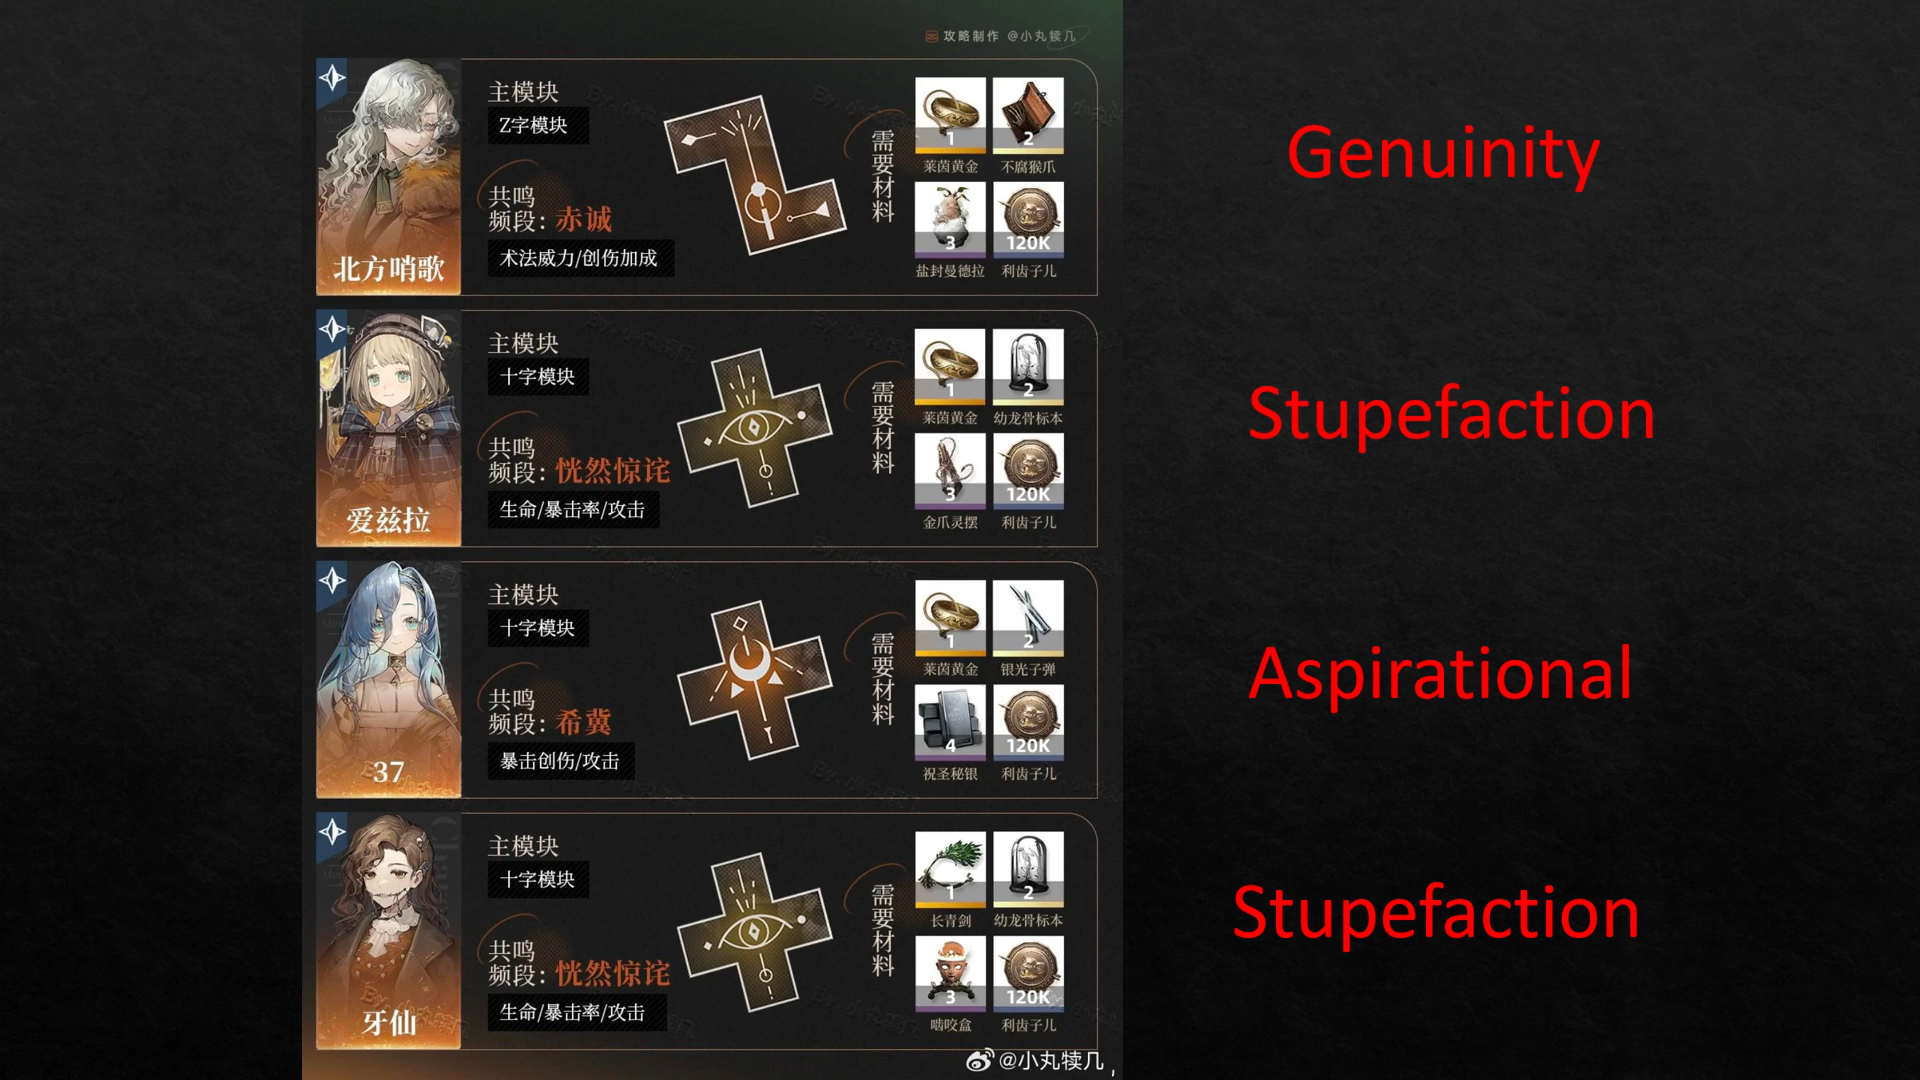 攻略制作 @小丸犊几
主模块
Z字模块
共鸣
频段：赤诚
术法威力/创伤加成
北方哨歌
需要材料
1
莱茵黄金
2
不腐猴爪
3
盐封曼德拉
120K
利齿子儿
Genuinity
主模块
十字模块
共鸣
频段：恍然惊诧
生命/暴击率/攻击
爱兹拉
需要材料
1
莱茵黄金
2
幼龙骨标本
3
金爪灵摆
120K
利齿子儿
Stupefaction
主模块
十字模块
共鸣
频段：希冀
暴击创伤/攻击
37
需要材料
1
莱茵黄金
2
银光子弹
4
祝圣秘银
120K
利齿子儿
Aspirational
主模块
十字模块
共鸣
频段：恍然惊诧
生命/暴击率/攻击
牙仙
需要材料
1
长青剑
2
幼龙骨标本
3
啮咬盒
120K
利齿子儿
Stupefaction
@小丸犊几,